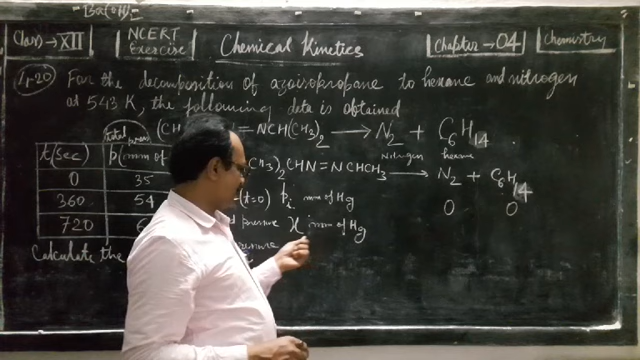 Class → XII
NCERT
Exercise
Chemical Kinetics
Chapter → 04
Chemistry
4.20 For the decomposition of azoisopropane to hexane and nitrogen
at 543 K, the following data is obtained
(CH = NCH(CH₃)₂ → N₂ + C₆H₁₄
Nitrogen hexane
t(sec) total p(mm of
0 35
360 54
720 6
CH₃)₂CHN = NCHCH₃ → N₂ + C₆H₁₄
(t=0) pᵢ mm of Hg 0 0
pressure x mm of Hg
Calculate the